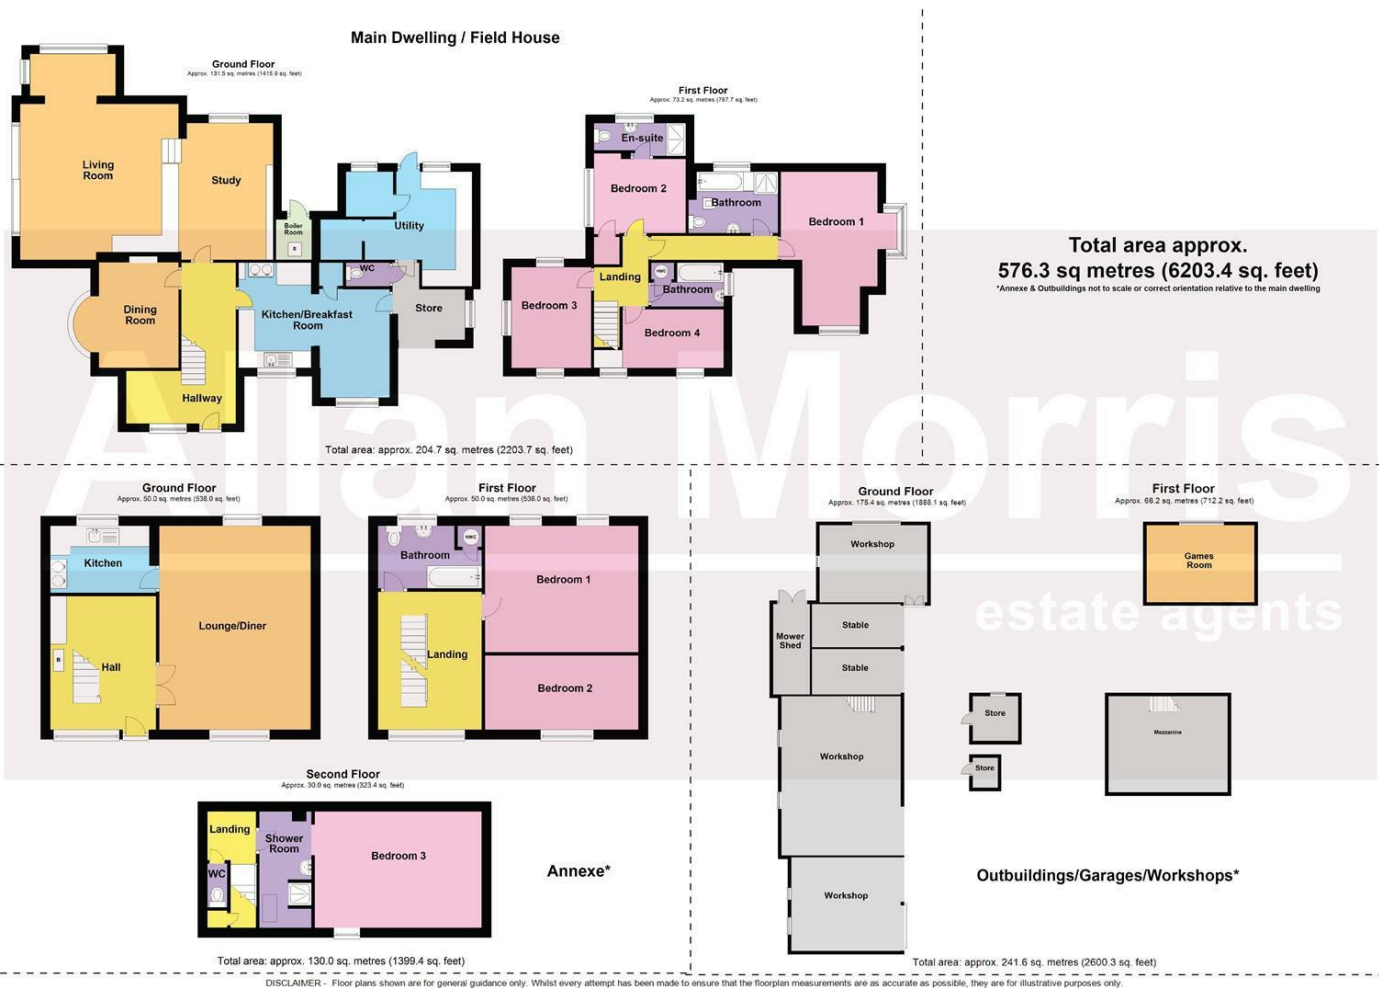 Main Dwelling / Field House
Ground Floor
Approx. 131.5 sq. metres (1415.9 sq. feet)
Living
Room
Study
Boiler
Room
B
Utility
WC
Dining
Room
Kitchen/Breakfast
Room
Store
Hallway
First Floor
Approx. 73.2 sq. metres (787.7 sq. feet)
En-suite
Bedroom 2
Bathroom
Bedroom 1
Landing
HWC
Bathroom
Bedroom 3
Bedroom 4
Total area: approx. 204.7 sq. metres (2203.7 sq. feet)
Total area approx.
576.3 sq metres (6203.4 sq. feet)
*Annexe & Outbuildings not to scale or correct orientation relative to the main dwelling
Allan Morris
estate agents
Ground Floor
Approx. 50.0 sq. metres (538.0 sq. feet)
Kitchen
Lounge/Diner
B
Hall
First Floor
Approx. 50.0 sq. metres (538.0 sq. feet)
Bathroom
HWC
Bedroom 1
Landing
Bedroom 2
Second Floor
Approx. 30.0 sq. metres (323.4 sq. feet)
Landing
Shower
Room
WC
Bedroom 3
Annexe*
Total area: approx. 130.0 sq. metres (1399.4 sq. feet)
Ground Floor
Approx. 175.4 sq. metres (1888.1 sq. feet)
Workshop
Mower
Shed
Stable
Stable
Workshop
Workshop
Store
Store
First Floor
Approx. 66.2 sq. metres (712.2 sq. feet)
Games
Room
Mezzanine
Outbuildings/Garages/Workshops*
Total area: approx. 241.6 sq. metres (2600.3 sq. feet)
DISCLAIMER - Floor plans shown are for general guidance only. Whilst every attempt has been made to ensure that the floorplan measurements are as accurate as possible, they are for illustrative purposes only.